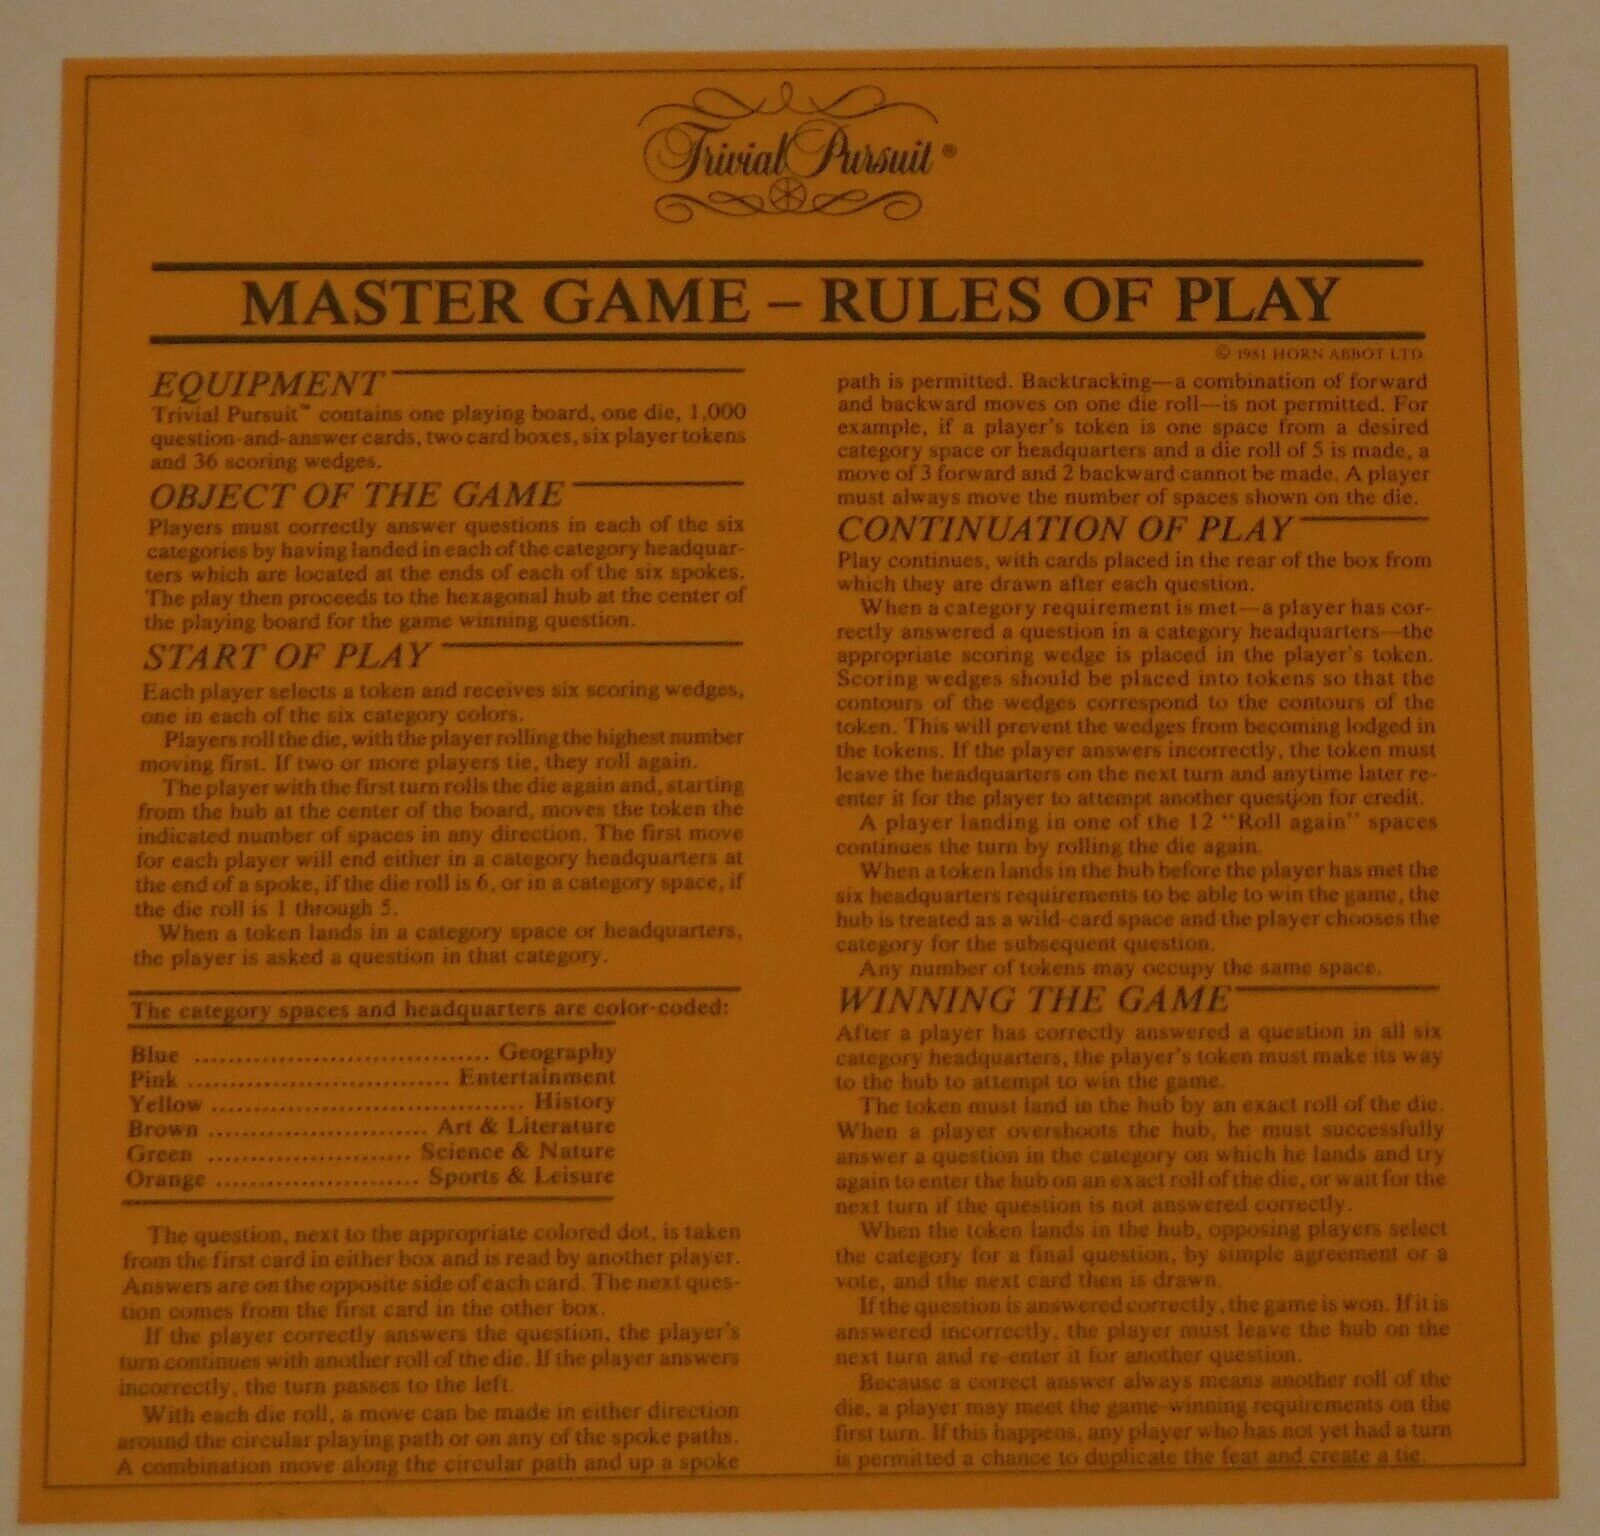 Trivial Pursuit®
MASTER GAME – RULES OF PLAY
© 1981 HORN ABBOT LTD.
EQUIPMENT
Trivial Pursuit™ contains one playing board, one die, 1,000
question-and-answer cards, two card boxes, six player tokens
and 36 scoring wedges.
OBJECT OF THE GAME
Players must correctly answer questions in each of the six
categories by having landed in each of the category headquar-
ters which are located at the ends of each of the six spokes.
The play then proceeds to the hexagonal hub at the center of
the playing board for the game winning question.
START OF PLAY
Each player selects a token and receives six scoring wedges,
one in each of the six category colors.
Players roll the die, with the player rolling the highest number
moving first. If two or more players tie, they roll again.
The player with the first turn rolls the die again and, starting
from the hub at the center of the board, moves the token the
indicated number of spaces in any direction. The first move
for each player will end either in a category headquarters at
the end of a spoke, if the die roll is 6, or in a category space, if
the die roll is 1 through 5.
When a token lands in a category space or headquarters,
the player is asked a question in that category.
The category spaces and headquarters are color-coded:
Blue .................................. Geography
Pink .............................. Entertainment
Yellow .................................... History
Brown .......................... Art & Literature
Green ........................ Science & Nature
Orange ........................ Sports & Leisure
The question, next to the appropriate colored dot, is taken
from the first card in either box and is read by another player.
Answers are on the opposite side of each card. The next ques-
tion comes from the first card in the other box.
If the player correctly answers the question, the player's
turn continues with another roll of the die. If the player answers
incorrectly, the turn passes to the left.
With each die roll, a move can be made in either direction
around the circular playing path or on any of the spoke paths.
A combination move along the circular path and up a spoke
path is permitted. Backtracking—a combination of forward
and backward moves on one die roll—is not permitted. For
example, if a player's token is one space from a desired
category space or headquarters and a die roll of 5 is made, a
move of 3 forward and 2 backward cannot be made. A player
must always move the number of spaces shown on the die.
CONTINUATION OF PLAY
Play continues, with cards placed in the rear of the box from
which they are drawn after each question.
When a category requirement is met—a player has cor-
rectly answered a question in a category headquarters—the
appropriate scoring wedge is placed in the player's token.
Scoring wedges should be placed into tokens so that the
contours of the wedges correspond to the contours of the
token. This will prevent the wedges from becoming lodged in
the tokens. If the player answers incorrectly, the token must
leave the headquarters on the next turn and anytime later re-
enter it for the player to attempt another question for credit.
A player landing in one of the 12 "Roll again" spaces
continues the turn by rolling the die again.
When a token lands in the hub before the player has met the
six headquarters requirements to be able to win the game, the
hub is treated as a wild-card space and the player chooses the
category for the subsequent question.
Any number of tokens may occupy the same space.
WINNING THE GAME
After a player has correctly answered a question in all six
category headquarters, the player's token must make its way
to the hub to attempt to win the game.
The token must land in the hub by an exact roll of the die.
When a player overshoots the hub, he must successfully
answer a question in the category on which he lands and try
again to enter the hub on an exact roll of the die, or wait for the
next turn if the question is not answered correctly.
When the token lands in the hub, opposing players select
the category for a final question, by simple agreement or a
vote, and the next card then is drawn.
If the question is answered correctly, the game is won. If it is
answered incorrectly, the player must leave the hub on the
next turn and re-enter it for another question.
Because a correct answer always means another roll of the
die, a player may meet the game-winning requirements on the
first turn. If this happens, any player who has not yet had a turn
is permitted a chance to duplicate the feat and create a tie.